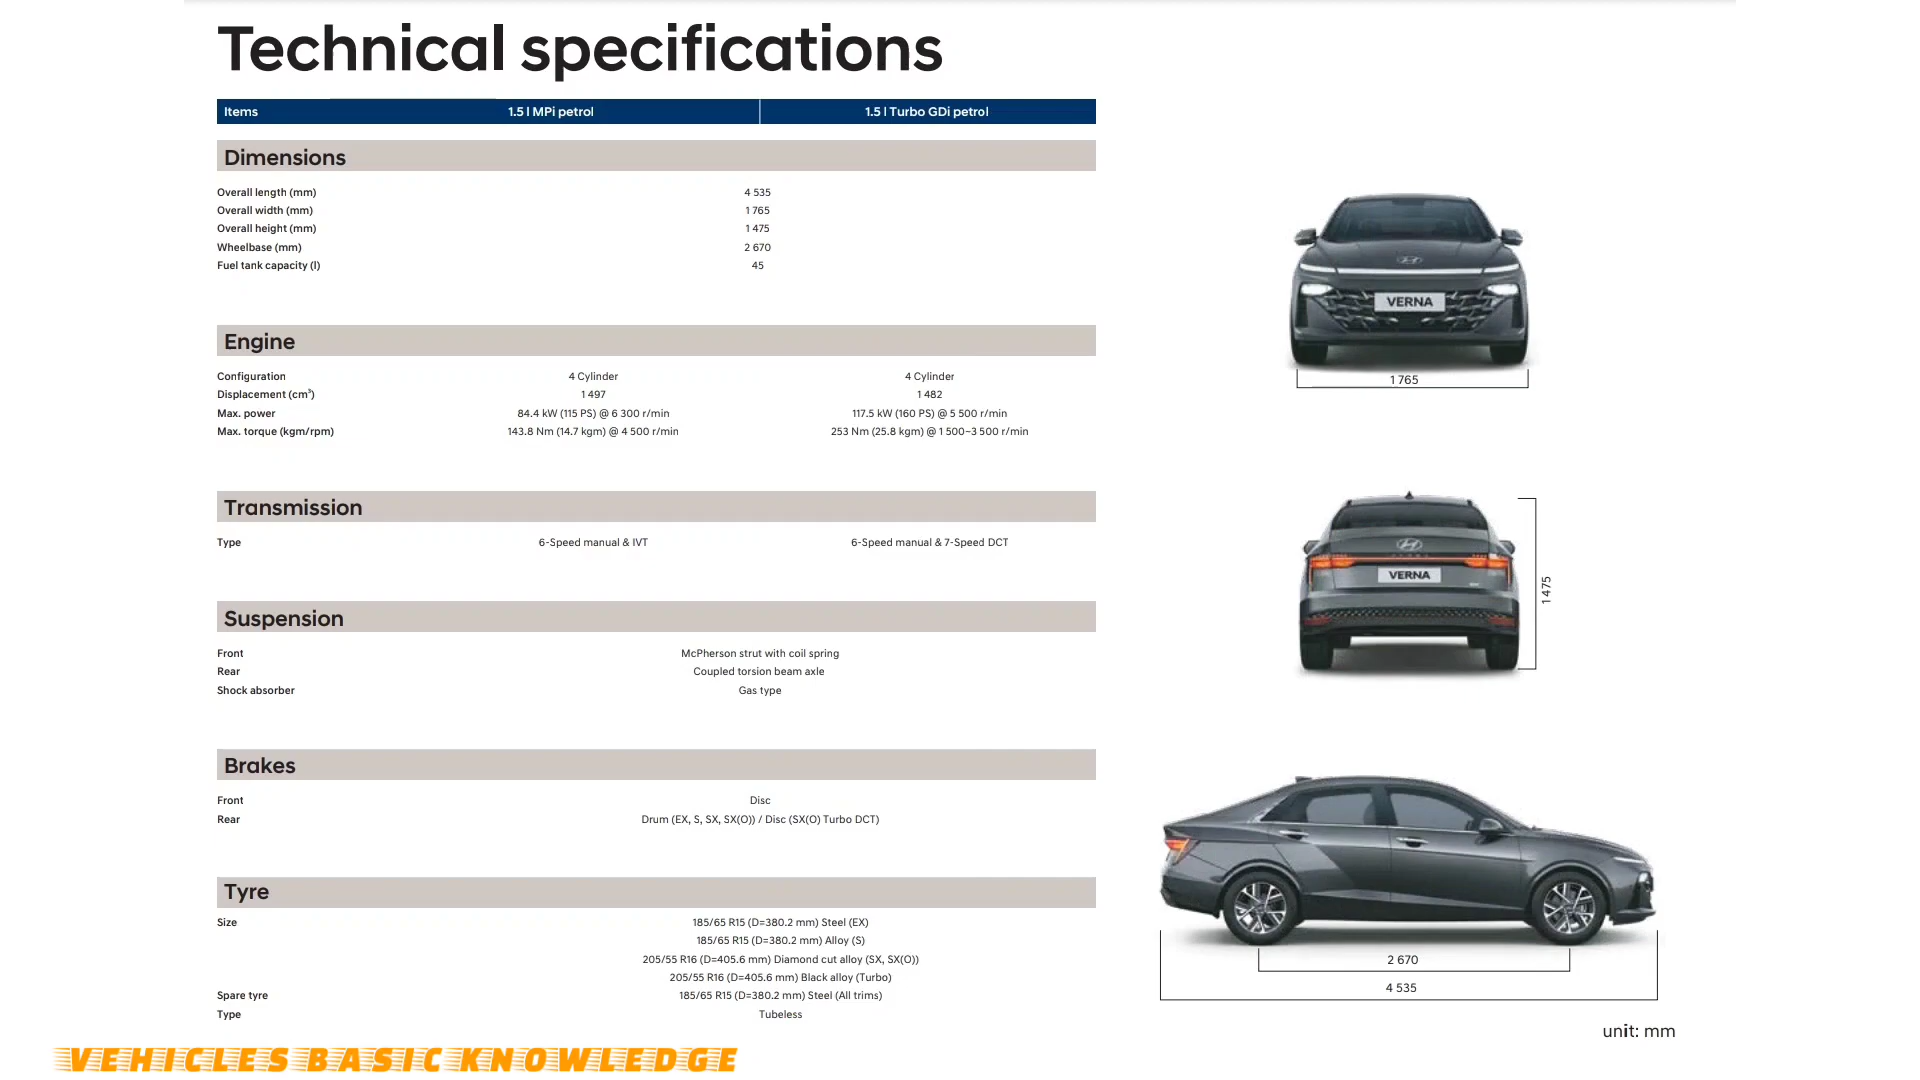 Technical specifications
Items 1.5 l MPi petrol 1.5 l Turbo GDi petrol
Dimensions
Overall length (mm) 4 535
Overall width (mm) 1 765
Overall height (mm) 1 475
Wheelbase (mm) 2 670
Fuel tank capacity (l) 45
Engine
Configuration 4 Cylinder 4 Cylinder
Displacement (cm³) 1 497 1 482
Max. power 84.4 kW (115 PS) @ 6 300 r/min 117.5 kW (160 PS) @ 5 500 r/min
Max. torque (kgm/rpm) 143.8 Nm (14.7 kgm) @ 4 500 r/min 253 Nm (25.8 kgm) @ 1 500–3 500 r/min
Transmission
Type 6-Speed manual & IVT 6-Speed manual & 7-Speed DCT
Suspension
Front McPherson strut with coil spring
Rear Coupled torsion beam axle
Shock absorber Gas type
Brakes
Front Disc
Rear Drum (EX, S, SX, SX(O)) / Disc (SX(O) Turbo DCT)
Tyre
Size 185/65 R15 (D=380.2 mm) Steel (EX)
185/65 R15 (D=380.2 mm) Alloy (S)
205/55 R16 (D=405.6 mm) Diamond cut alloy (SX, SX(O))
205/55 R16 (D=405.6 mm) Black alloy (Turbo)
Spare tyre 185/65 R15 (D=380.2 mm) Steel (All trims)
Type Tubeless
VERNA
1 765
VERNA
1 475
2 670
4 535
unit: mm
VEHICLES BASIC KNOWLEDGE